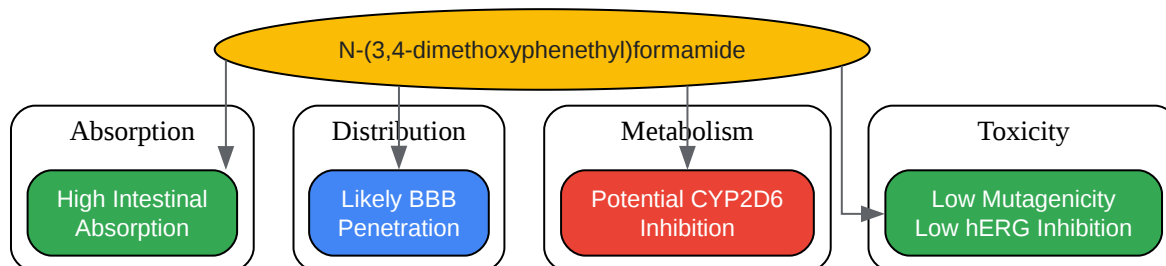 N-(3,4-dimethoxyphenethyl)formamide
Absorption
High Intestinal
Absorption
Distribution
Likely BBB
Penetration
Metabolism
Potential CYP2D6
Inhibition
Toxicity
Low Mutagenicity
Low hERG Inhibition